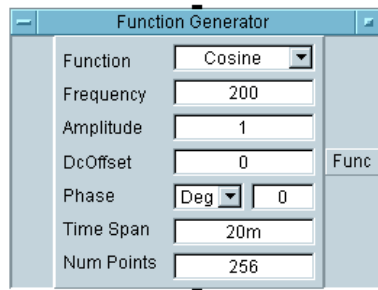 Function Generator
Function Cosine
Frequency 200
Amplitude 1
DcOffset 0 Func
Phase Deg 0
Time Span 20m
Num Points 256